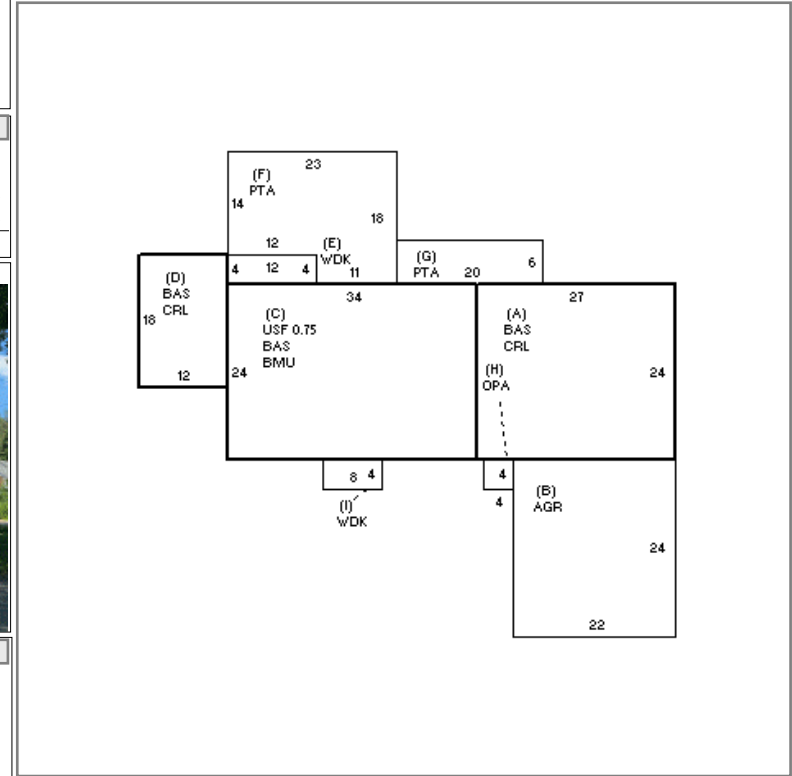 23
(F)
PTA
14
18
12
(E)
WDK
4 12 4 11
(G)
PTA 20
6
(D)
BAS
CRL
18
12
34
(C)
USF 0.75
BAS
BMU
24
27
(A)
BAS
CRL
24
(H)
OPA
8 4
(I)
WDK
4
4
(B)
AGR
24
22